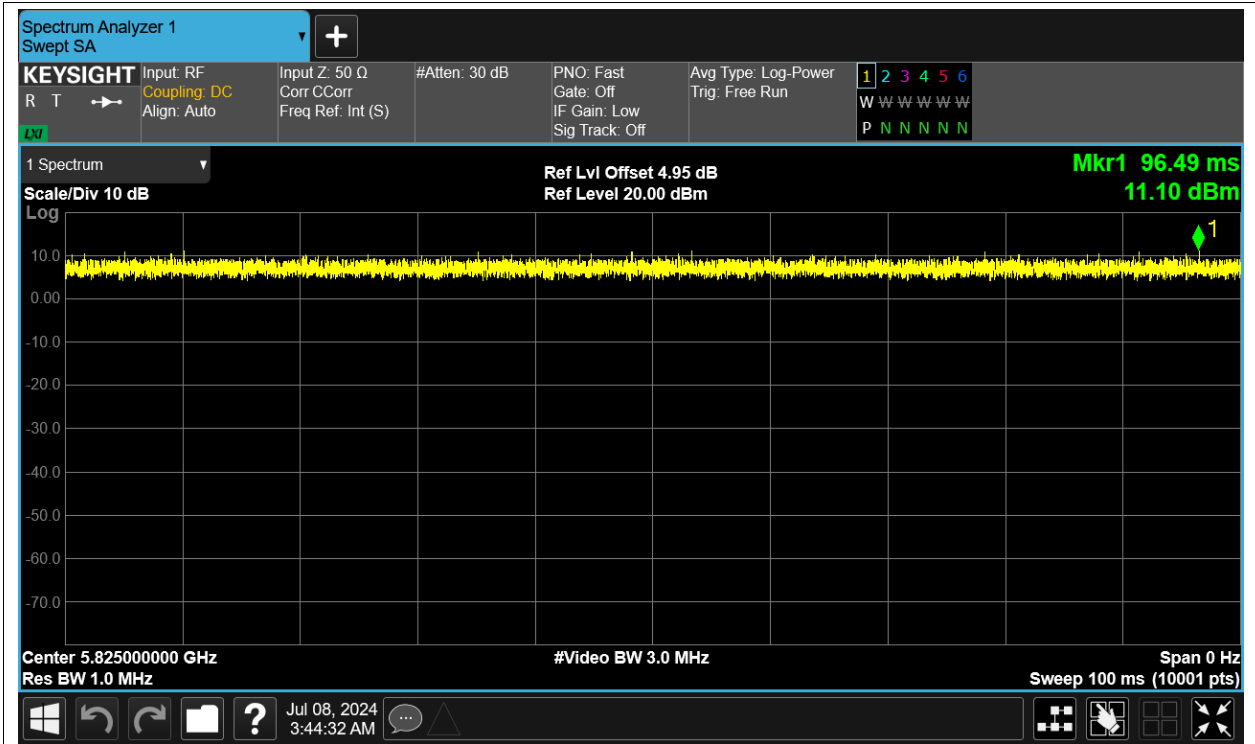 Spectrum Analyzer 1
Swept SA
KEYSIGHT
R T
LXI
Input: RF
Coupling: DC
Align: Auto
Input Z: 50 Ω
Corr CCorr
Freq Ref: Int (S)
#Atten: 30 dB
PNO: Fast
Gate: Off
IF Gain: Low
Sig Track: Off
Avg Type: Log-Power
Trig: Free Run
1 2 3 4 5 6
W W W W W W
P N N N N N
1 Spectrum
Scale/Div 10 dB
Log
Ref Lvl Offset 4.95 dB
Ref Level 20.00 dBm
Mkr1 96.49 ms
11.10 dBm
1
10.0
0.00
-10.0
-20.0
-30.0
-40.0
-50.0
-60.0
-70.0
Center 5.825000000 GHz
#Video BW 3.0 MHz
Span 0 Hz
Res BW 1.0 MHz
Sweep 100 ms (10001 pts)
?
Jul 08, 2024
3:44:32 AM